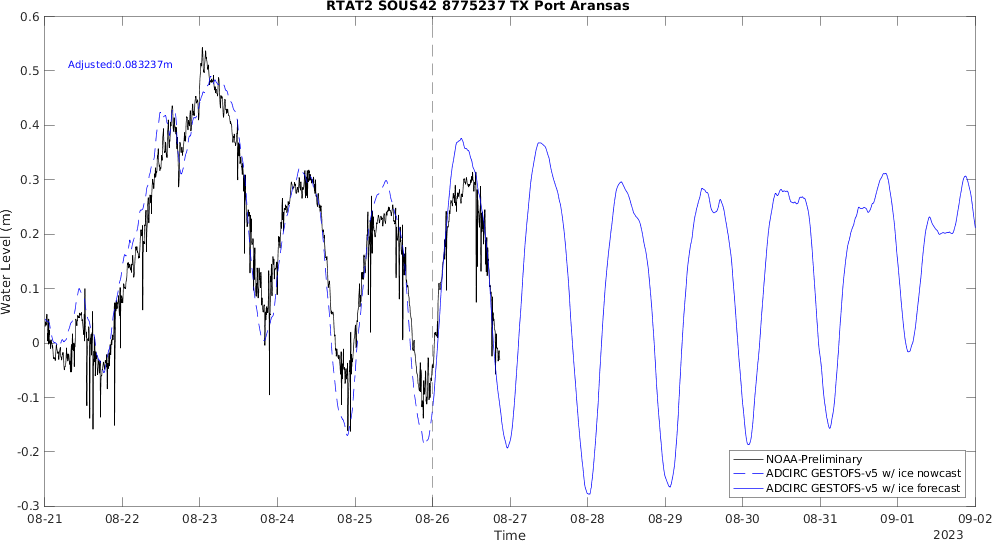 RTAT2 SOUS42 8775237 TX Port Aransas
Adjusted:0.083237m
Water Level (m)
0.6
0.5
0.4
0.3
0.2
0.1
0
-0.1
-0.2
-0.3
NOAA-Preliminary
ADCIRC GESTOFS-v5 w/ ice nowcast
ADCIRC GESTOFS-v5 w/ ice forecast
08-21 08-22 08-23 08-24 08-25 08-26 08-27 08-28 08-29 08-30 08-31 09-01 09-02
Time
2023